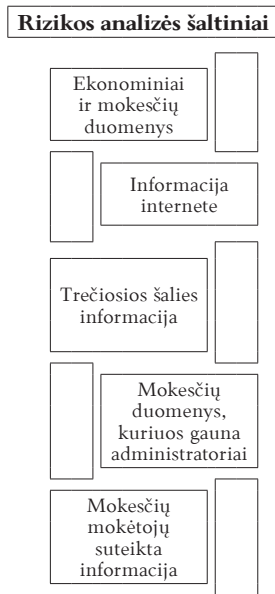 Rizikos analizės šaltiniai
Ekonominiai
ir mokesčių
duomenys
Informacija
internete
Trečiosios šalies
informacija
Mokesčių
duomenys,
kuriuos gauna
administratoriai
Mokesčių
mokėtojų
suteikta
informacija